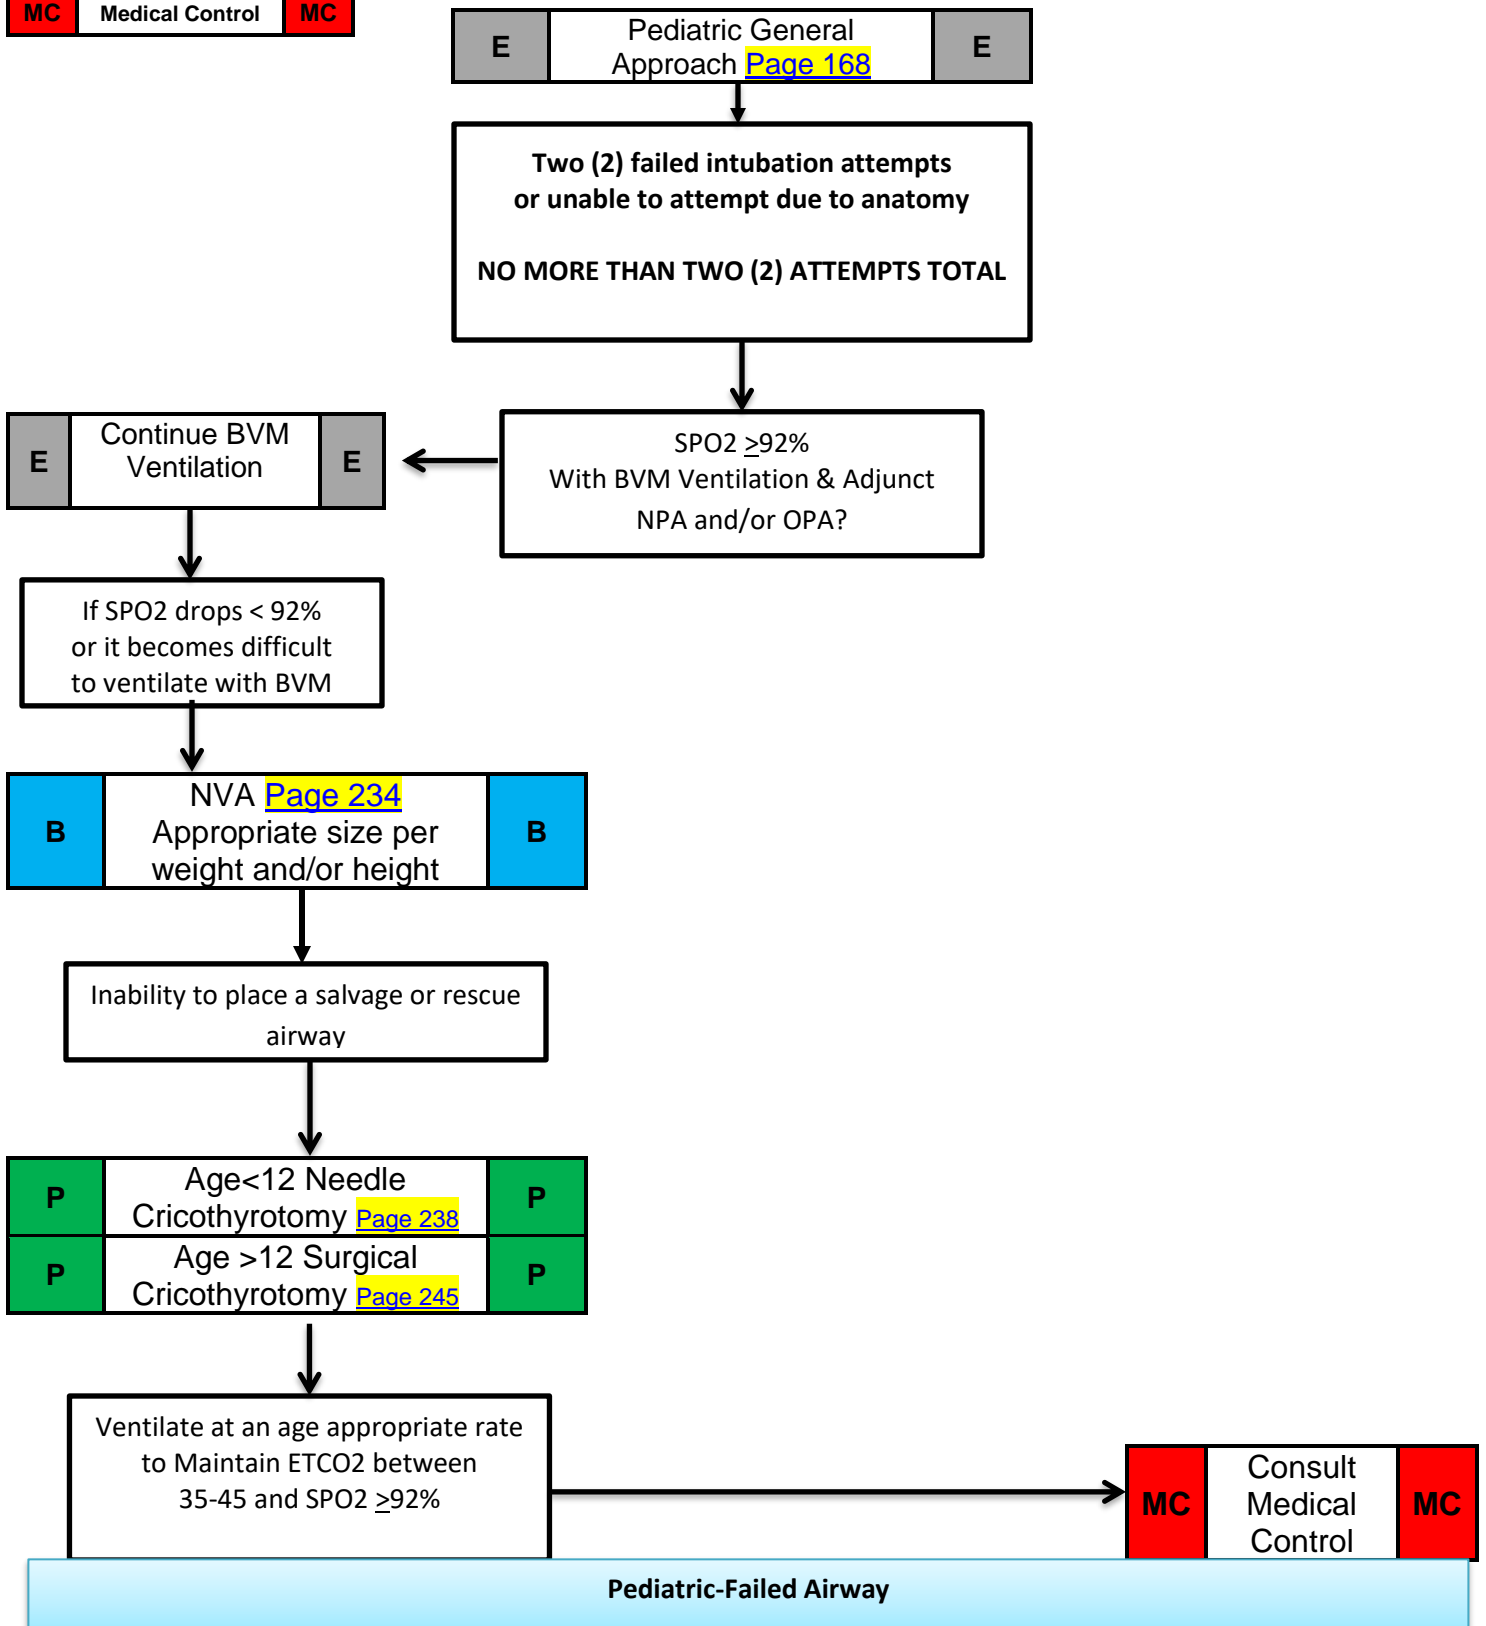 MC Medical Control MC
E Pediatric General E
Approach Page 168
Two (2) failed intubation attempts
or unable to attempt due to anatomy
NO MORE THAN TWO (2) ATTEMPTS TOTAL
SPO2 >92%
With BVM Ventilation & Adjunct
NPA and/or OPA?
E Continue BVM E
Ventilation
If SPO2 drops < 92%
or it becomes difficult
to ventilate with BVM
NVA Page 234
B Appropriate size per B
weight and/or height
Inability to place a salvage or rescue
airway
P Age<12 Needle P
Cricothyrotomy Page 238
P Age >12 Surgical P
Cricothyrotomy Page 245
Ventilate at an age appropriate rate
to Maintain ETCO2 between
35-45 and SPO2 >92%
Consult
MC Medical MC
Control
Pediatric-Failed Airway